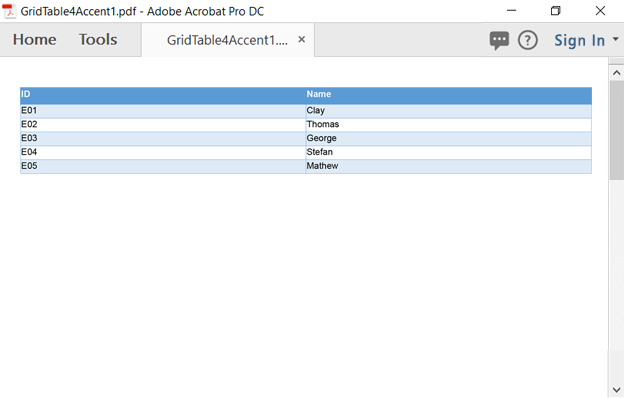 GridTable4Accent1.pdf - Adobe Acrobat Pro DC
Home Tools GridTable4Accent1.... × ? Sign In
ID Name
E01 Clay
E02 Thomas
E03 George
E04 Stefan
E05 Mathew